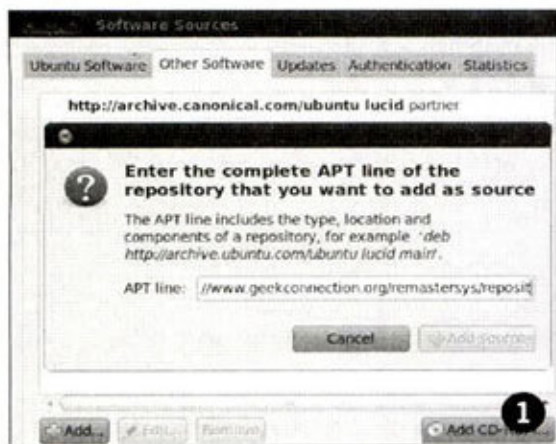 Software Sources
Ubuntu Software Other Software Updates Authentication Statistics
http://archive.canonical.com/ubuntu lucid partner
Enter the complete APT line of the
repository that you want to add as source
The APT line includes the type, location and
components of a repository, for example 'deb
http://archive.ubuntu.com/ubuntu lucid main'.
APT line: //www.geekconnection.org/remastersys/reposit
Cancel Add Source
Add... Edit... Remove Add CD-
1